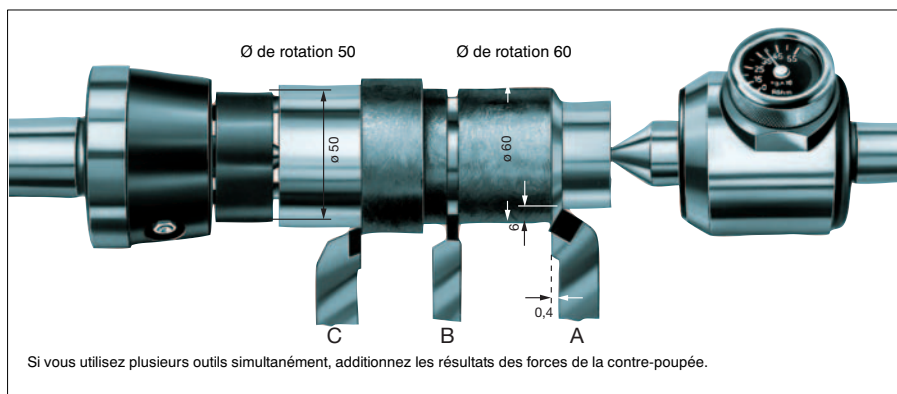 Ø de rotation 50
Ø de rotation 60
ø 50
ø 60
6
0,4
C
B
A
Si vous utilisez plusieurs outils simultanément, additionnez les résultats des forces de la contre-poupée.